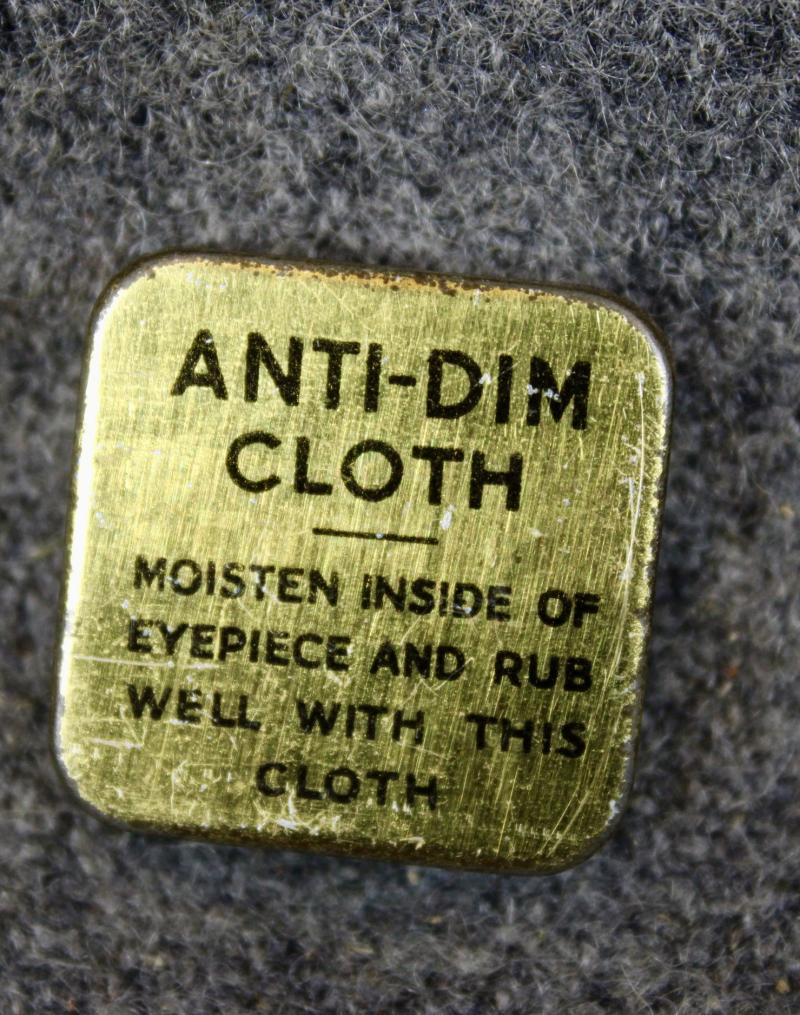 ANTI-DIM
CLOTH
MOISTEN INSIDE OF
EYEPIECE AND RUB
WELL WITH THIS
CLOTH